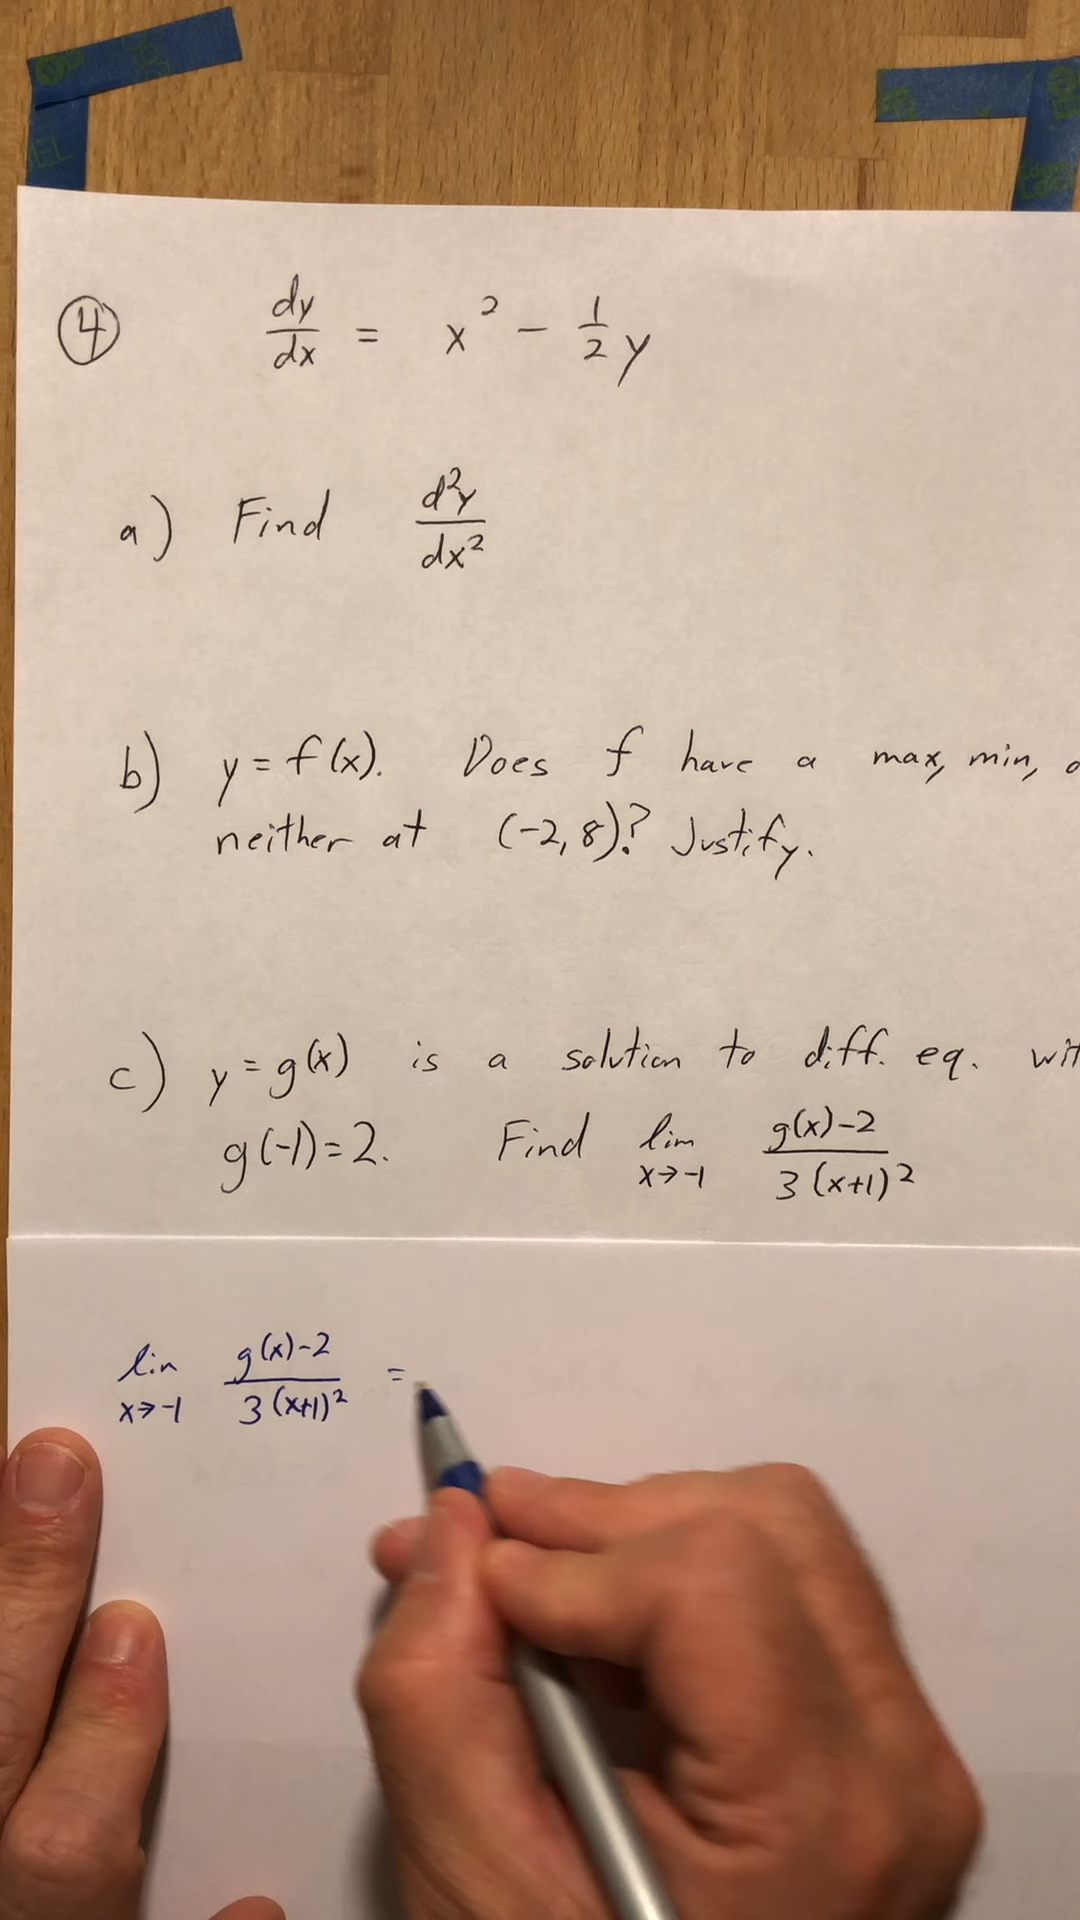 ④ dy/dx = x² - 1/2 y
a) Find d²y/dx²
b) y = f(x). Does f have a max, min,
neither at (-2, 8)? Justify.
c) y = g(x) is a solution to diff. eq. wit
g(-1) = 2. Find lim x→-1 g(x)-2 / 3(x+1)²
lim x→-1 g(x)-2 / 3(x+1)² =